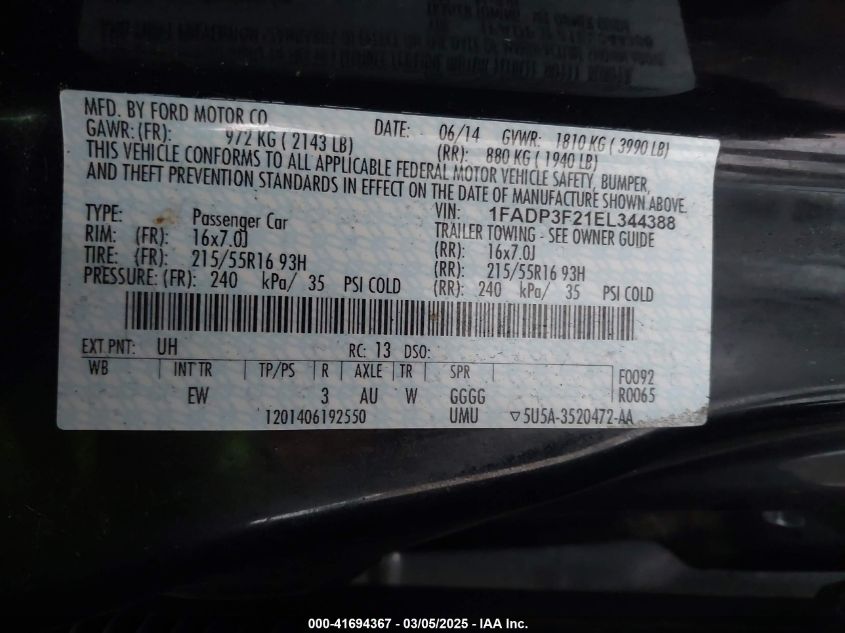 MFD. BY FORD MOTOR CO.
DATE: 06/14 GVWR: 1810 KG ( 3990 LB)
GAWR: (FR): 972 KG ( 2143 LB) (RR): 880 KG ( 1940 LB)
THIS VEHICLE CONFORMS TO ALL APPLICABLE FEDERAL MOTOR VEHICLE SAFETY, BUMPER,
AND THEFT PREVENTION STANDARDS IN EFFECT ON THE DATE OF MANUFACTURE SHOWN ABOVE.
VIN: 1FADP3F21EL344388
TYPE: Passenger Car TRAILER TOWING - SEE OWNER GUIDE
RIM: (FR): 16x7.0J (RR): 16x7.0J
TIRE: (FR): 215/55R16 93H (RR): 215/55R16 93H
PRESSURE: (FR): 240 kPa/ 35 PSI COLD (RR): 240 kPa/ 35 PSI COLD
EXT PNT: UH RC: 13 DSO:
WB INT TR TP/PS R AXLE TR SPR F0092
EW 3 AU W GGGG R0065
1201406192550 UMU ▽5U5A-3520472-AA
000-41694367 - 03/05/2025 - IAA Inc.